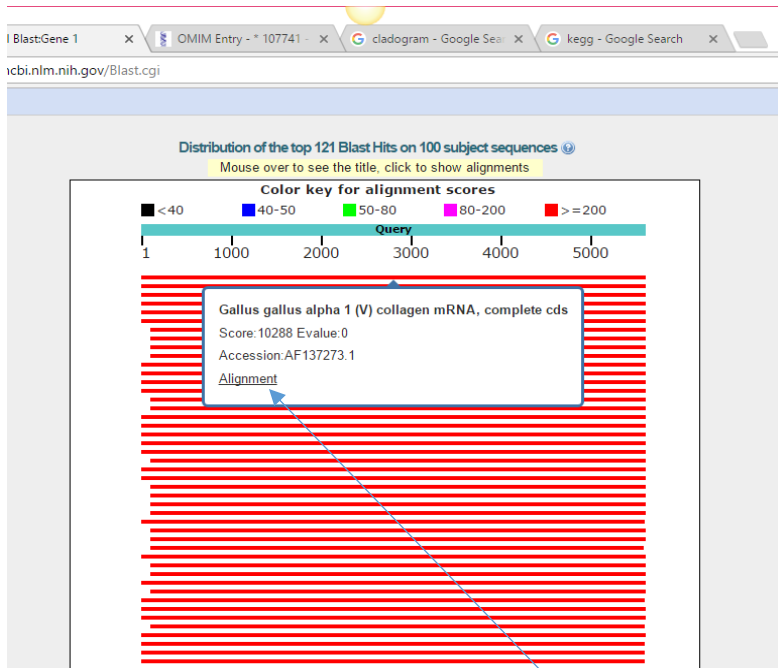 l Blast:Gene 1
OMIM Entry - * 107741 -
cladogram - Google Sea
kegg - Google Search
ncbi.nlm.nih.gov/Blast.cgi
Distribution of the top 121 Blast Hits on 100 subject sequences
Mouse over to see the title, click to show alignments
Color key for alignment scores
<40 40-50 50-80 80-200 >=200
Query
1 1000 2000 3000 4000 5000
Gallus gallus alpha 1 (V) collagen mRNA, complete cds
Score:10288 Evalue:0
Accession:AF137273.1
Alignment